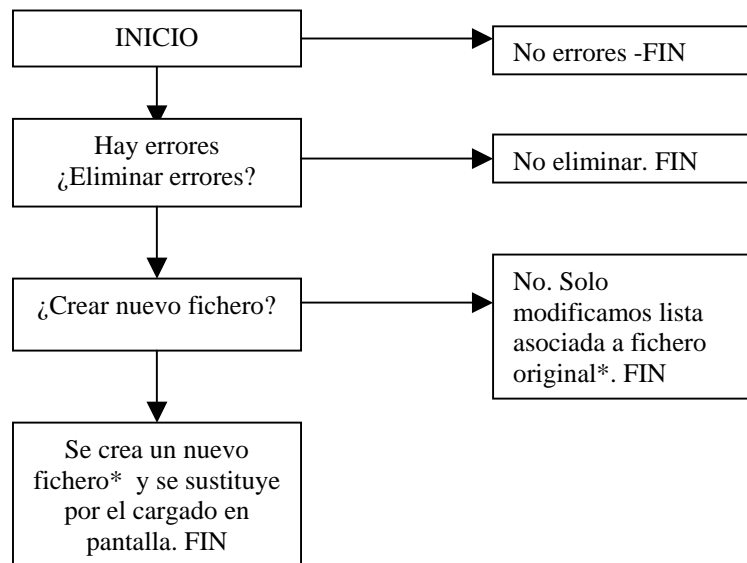 INICIO
No errores -FIN
Hay errores
¿Eliminar errores?
No eliminar. FIN
¿Crear nuevo fichero?
No. Solo
modificamos lista
asociada a fichero
original*. FIN
Se crea un nuevo
fichero* y se sustituye
por el cargado en
pantalla. FIN